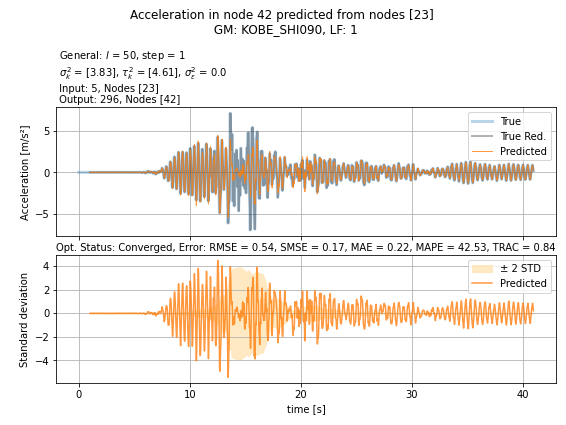 Acceleration in node 42 predicted from nodes [23]
GM: KOBE_SHI090, LF: 1
General: l = 50, step = 1
σ²ₖ = [3.83], τ²ₖ = [4.61], σ²_ε = 0.0
Input: 5, Nodes [23]
Output: 296, Nodes [42]
Acceleration [m/s²]
5
0
−5
True
True Red.
Predicted
Opt. Status: Converged, Error: RMSE = 0.54, SMSE = 0.17, MAE = 0.22, MAPE = 42.53, TRAC = 0.84
Standard deviation
4
2
0
−2
−4
± 2 STD
Predicted
0 10 20 30 40
time [s]